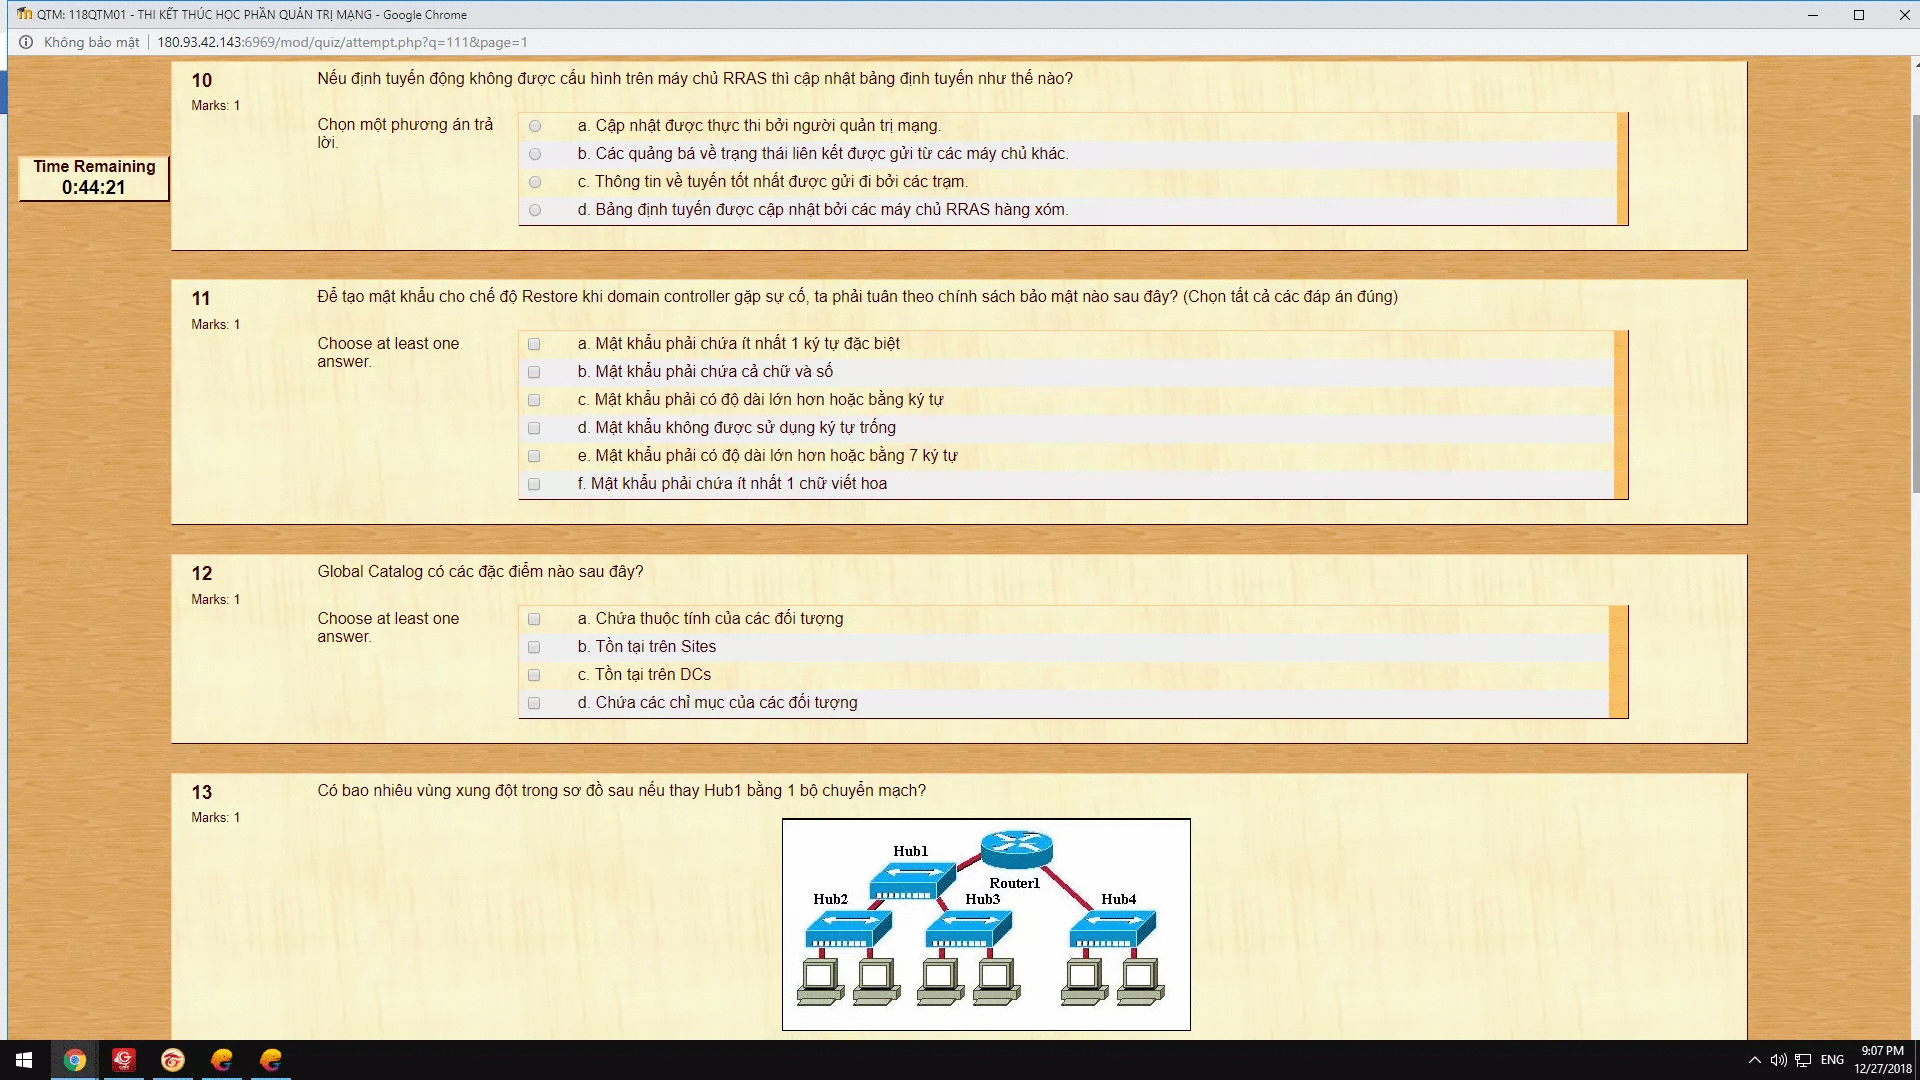 QTM: 118QTM01 - THI KẾT THÚC HỌC PHẦN QUẢN TRỊ MẠNG - Google Chrome
Không bảo mật 180.93.42.143:6969/mod/quiz/attempt.php?q=111&page=1
Time Remaining
0:44:21
10
Marks: 1
Nếu định tuyến động không được cấu hình trên máy chủ RRAS thì cập nhật bảng định tuyến như thế nào?
Chọn một phương án trả
lời.
a. Cập nhật được thực thi bởi người quản trị mạng.
b. Các quảng bá về trạng thái liên kết được gửi từ các máy chủ khác.
c. Thông tin về tuyến tốt nhất được gửi đi bởi các trạm.
d. Bảng định tuyến được cập nhật bởi các máy chủ RRAS hàng xóm.
11
Marks: 1
Để tạo mật khẩu cho chế độ Restore khi domain controller gặp sự cố, ta phải tuân theo chính sách bảo mật nào sau đây? (Chọn tất cả các đáp án đúng)
Choose at least one
answer.
a. Mật khẩu phải chứa ít nhất 1 ký tự đặc biệt
b. Mật khẩu phải chứa cả chữ và số
c. Mật khẩu phải có độ dài lớn hơn hoặc bằng ký tự
d. Mật khẩu không được sử dụng ký tự trống
e. Mật khẩu phải có độ dài lớn hơn hoặc bằng 7 ký tự
f. Mật khẩu phải chứa ít nhất 1 chữ viết hoa
12
Marks: 1
Global Catalog có các đặc điểm nào sau đây?
Choose at least one
answer.
a. Chứa thuộc tính của các đối tượng
b. Tồn tại trên Sites
c. Tồn tại trên DCs
d. Chứa các chỉ mục của các đối tượng
13
Marks: 1
Có bao nhiêu vùng xung đột trong sơ đồ sau nếu thay Hub1 bằng 1 bộ chuyển mạch?
Hub1
Router1
Hub2
Hub3
Hub4
ENG
9:07 PM
12/27/2018